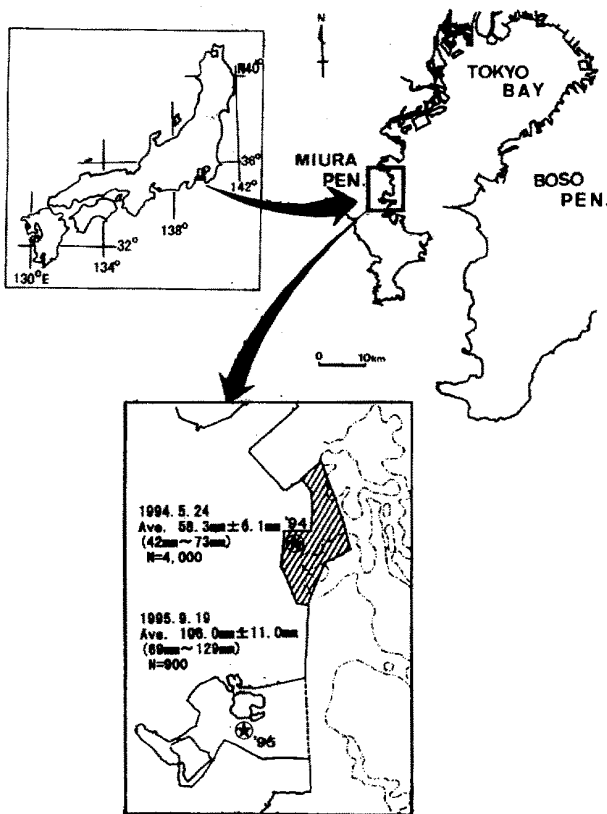 N
N40°
TOKYO
BAY
MIURA
PEN.
BOSO
PEN.
36°
142°
138°
32°
134°
130°E
0 10km
1994.5.24
'94
Ave. 58.3mm±6.1mm
(42mm~73mm)
N=4,000
1995.9.19
Ave. 106.0mm±11.0mm
(69mm~129mm)
N=900
'95